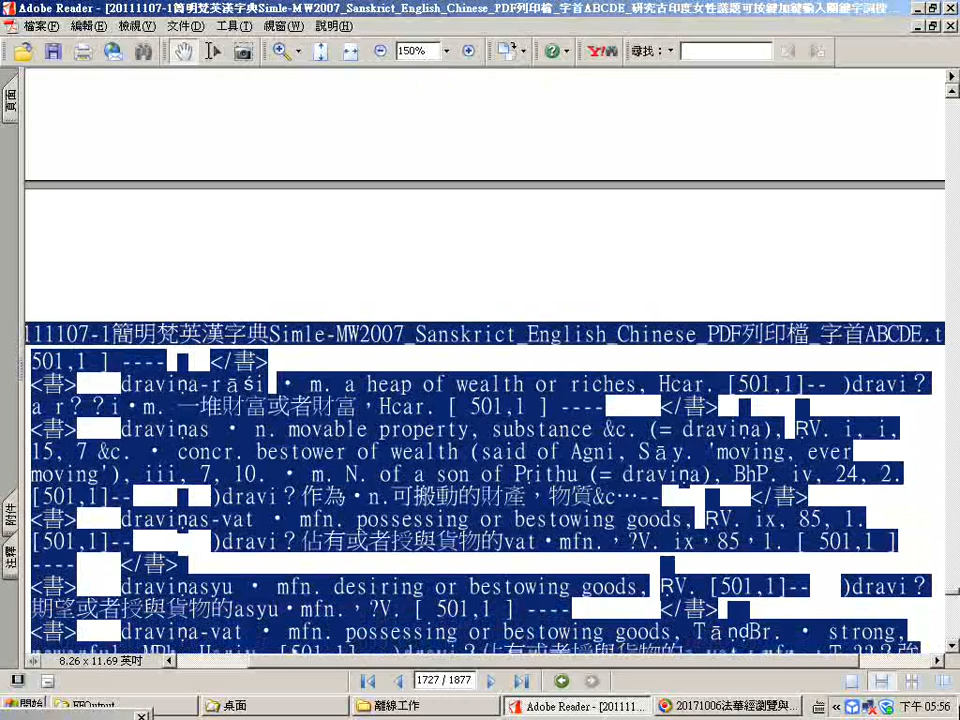 Adobe Reader - [20111107-1簡明梵英漢字典Simle-MW2007_Sanskrict_English_Chinese_PDF列印檔_字首ABCDE_研究古印度女性議題可按鍵加鍵輸入關鍵字詞搜...
檔案(F) 編輯(E) 檢視(V) 文件(D) 工具(T) 視窗(W) 說明(H)
150% Y! 尋找:
頁面
111107-1簡明梵英漢字典Simle-MW2007_Sanskrict_English_Chinese_PDF列印檔_字首ABCDE.t
501,1 ] ---- </書>
<書> draviṇa-rāśi • m. a heap of wealth or riches, Hcar. [501,1]-- )dravi?
a r??i•m. 一堆財富或者財富，Hcar. [ 501,1 ] ---- </書>
<書> draviṇas • n. movable property, substance &c. (= draviṇa), ṚV. i, i,
15, 7 &c. • concr. bestower of wealth (said of Agni, Sāy. 'moving, ever
moving'), iii, 7, 10. • m. N. of a son of Pṛithu (= draviṇa), BhP. iv, 24, 2.
[501,1]-- )dravi?作為•n.可搬動的財產，物質&c…-- </書>
<書> draviṇas-vat • mfn. possessing or bestowing goods, ṚV. ix, 85, 1.
[501,1]-- )dravi?佔有或者授與貨物的vat•mfn.，?V. ix，85，1. [ 501,1 ]
---- </書>
<書> draviṇasyu • mfn. desiring or bestowing goods, ṚV. [501,1]-- )dravi?
期望或者授與貨物的asyu•mfn.，?V. [ 501,1 ] ---- </書>
<書> draviṇa-vat • mfn. possessing or bestowing goods, TāṇḍBr. • strong,
附件
注釋
8.26 x 11.69 英吋
1727 / 1877
開始 FFOutput 桌面 離線工作 Adobe Reader - [201111... 20171006法華經瀏覽與... 下午 05:56